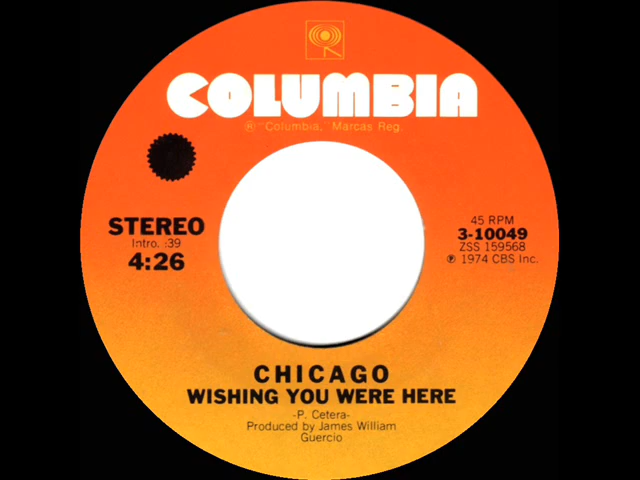 COLUMBIA
® "Columbia, Marcas Reg.
STEREO
Intro. :39
4:26
45 RPM
3-10049
ZSS 159568
℗ 1974 CBS Inc.
CHICAGO
WISHING YOU WERE HERE
-P. Cetera-
Produced by James William
Guercio